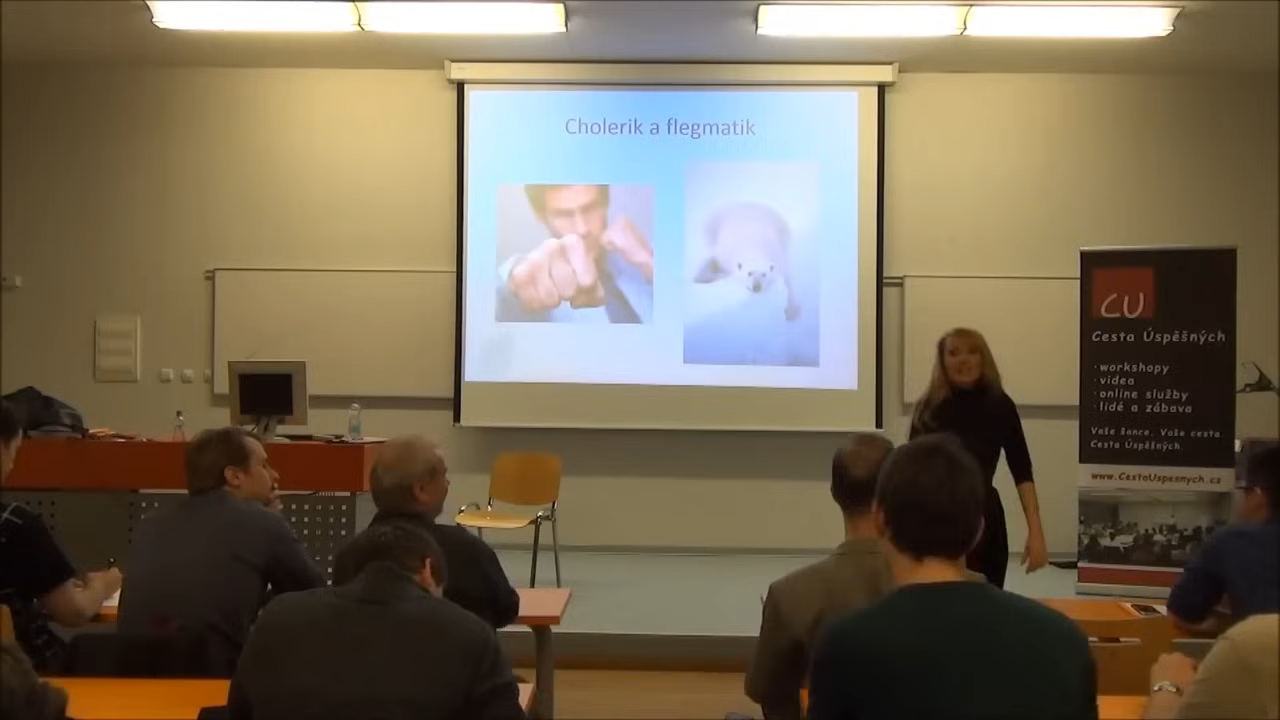 Cholerik a flegmatik
CU
Cesta Úspěšných
·workshopy
·videa
·online služby
·lidé a zábava
Vaše šance, Vaše cesta
Cesta Úspěšných.
www.CestaUspesnych.cz